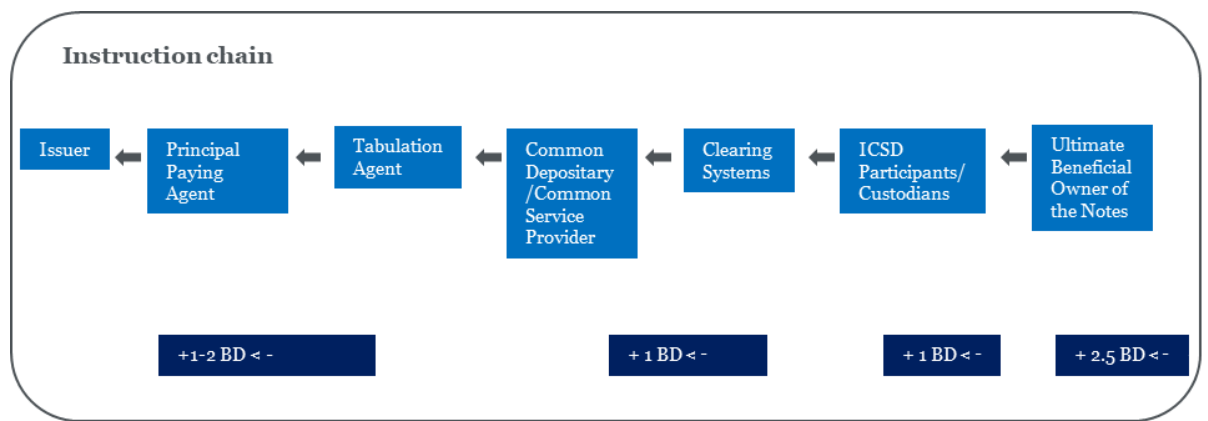 Instruction chain
Issuer
Principal
Paying
Agent
Tabulation
Agent
Common
Depositary
/Common
Service
Provider
Clearing
Systems
ICSD
Participants/
Custodians
Ultimate
Beneficial
Owner of
the Notes
+1-2 BD < -
+ 1 BD < -
+ 1 BD < -
+ 2.5 BD < -